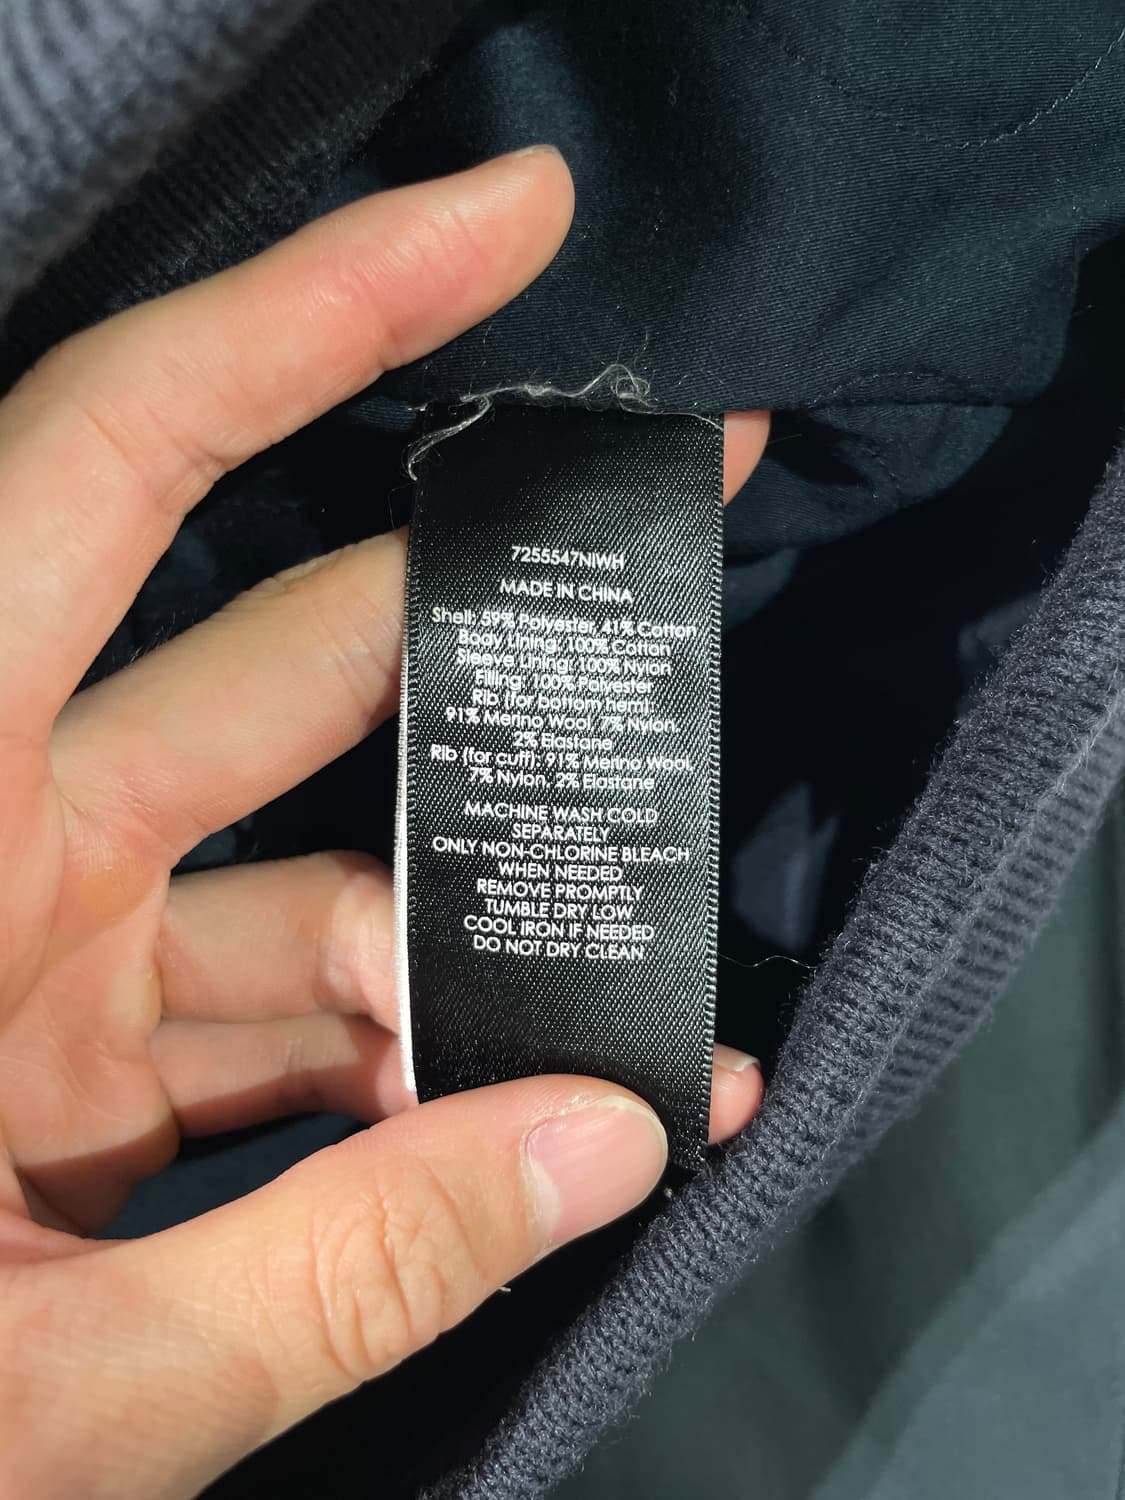 7255547NIWH
MADE IN CHINA
Shell: 59% Polyester, 41% Cotton
Body Lining: 100% Cotton
Sleeve Lining: 100% Nylon
Filling: 100% Polyester
Rib (for bottom hem):
91% Merino Wool, 7% Nylon,
2% Elastane
Rib (for cuff): 91% Merino Wool,
7% Nylon, 2% Elastane
MACHINE WASH COLD
SEPARATELY
ONLY NON-CHLORINE BLEACH
WHEN NEEDED
REMOVE PROMPTLY
TUMBLE DRY LOW
COOL IRON IF NEEDED
DO NOT DRY CLEAN